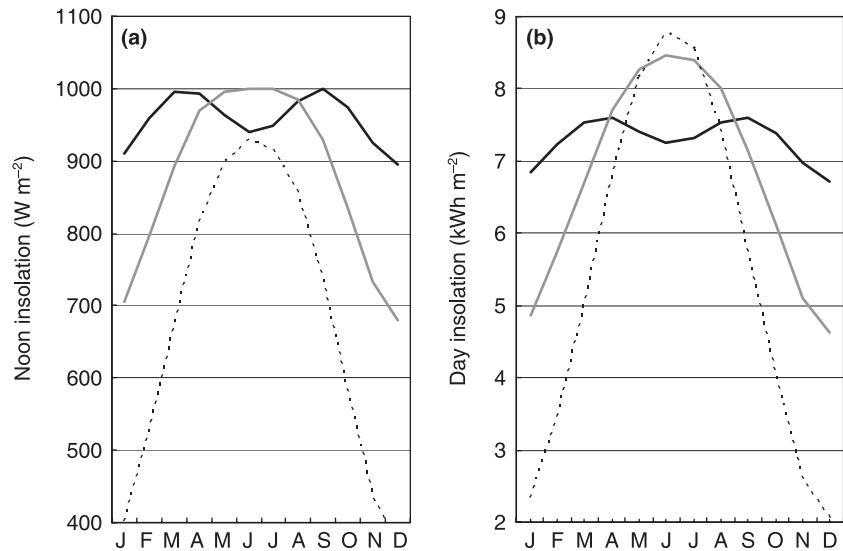 (a)
Noon insolation (W m−2)
1100
1000
900
800
700
600
500
400
J F M A M J J A S O N D
(b)
Day insolation (kWh m−2)
9
8
7
6
5
4
3
2
J F M A M J J A S O N D